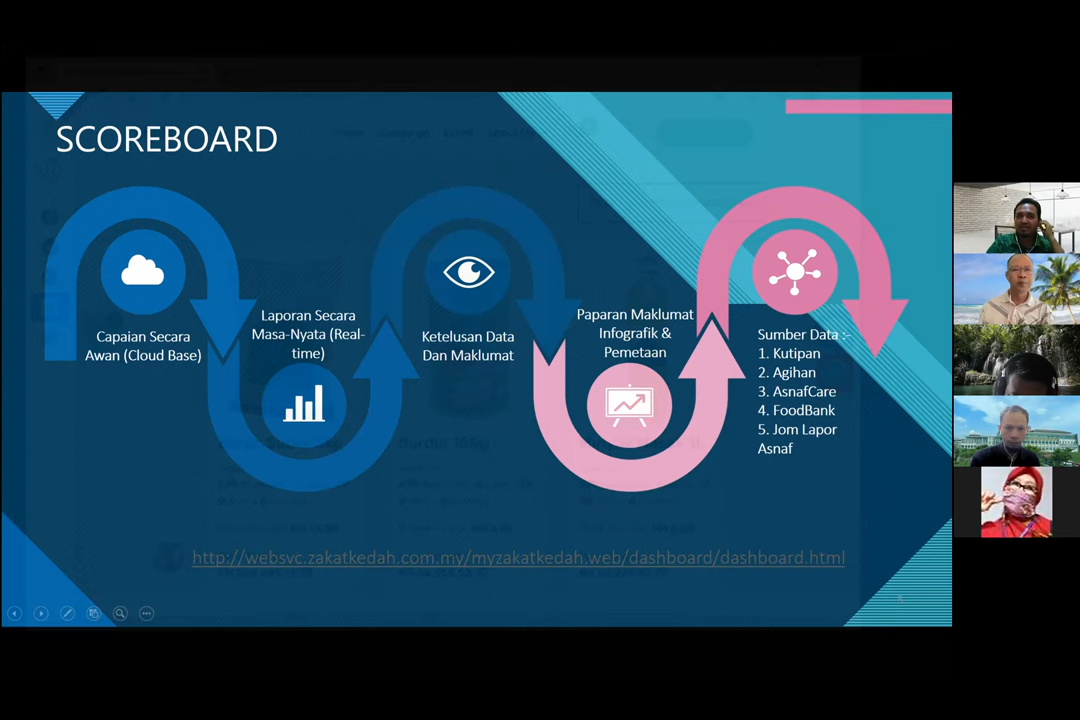 SCOREBOARD
Capaian Secara
Awan (Cloud Base)
Laporan Secara
Masa-Nyata (Real-
time)
Ketelusan Data
Dan Maklumat
Paparan Maklumat
Infografik &
Pemetaan
Sumber Data :-
1. Kutipan
2. Agihan
3. AsnafCare
4. FoodBank
5. Jom Lapor
Asnaf
http://websvc.zakatkedah.com.my/myzakatkedah.web/dashboard/dashboard.html